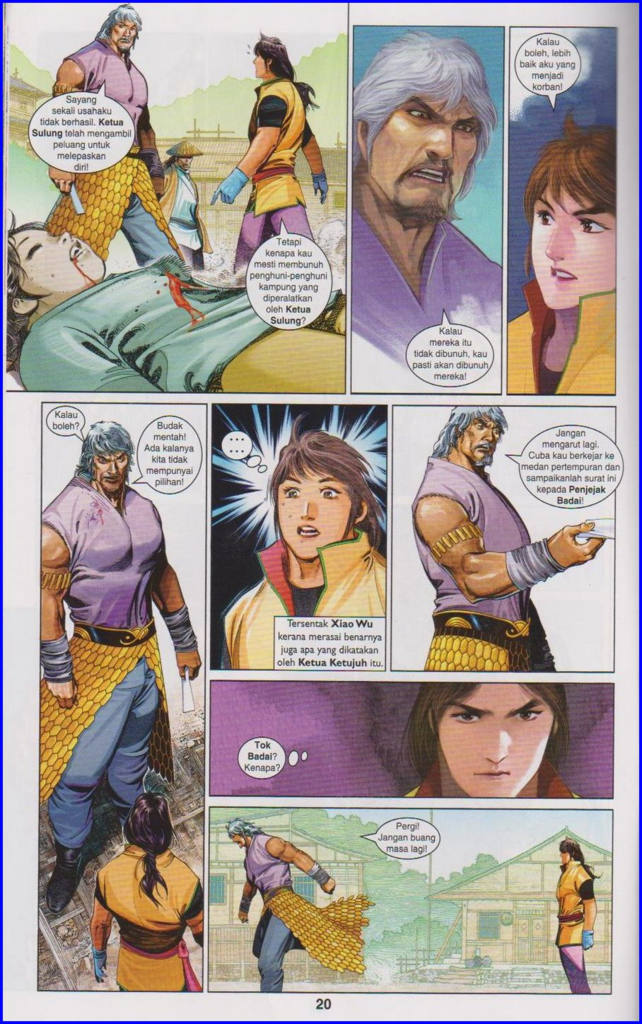 Sayang
sekali usahaku
tidak berhasil. Ketua
Sulung telah mengambil
peluang untuk
melepaskan
diri!
Tetapi
kenapa kau
mesti membunuh
penghuni-penghuni
kampung yang
diperalatkan
oleh Ketua
Sulung?
Kalau
mereka itu
tidak dibunuh, kau
pasti akan dibunuh
mereka!
Kalau
boleh, lebih
baik aku yang
menjadi
korban!
Kalau
boleh?
Budak
mentah!
Ada kalanya
kita tidak
mempunyai
pilihan!
...
...
Tersentak Xiao Wu
kerana merasai benarnya
juga apa yang dikatakan
oleh Ketua Ketujuh itu.
Jangan
mengarut lagi.
Cuba kau berkejar ke
medan pertempuran dan
sampaikanlah surat ini
kepada Penjejak
Badai!
Tok
Badai?
Kenapa?
Pergi!
Jangan buang
masa lagi!
20